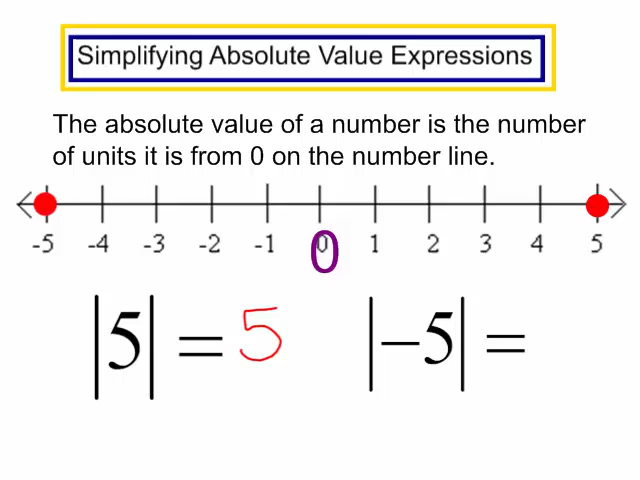 Simplifying Absolute Value Expressions
The absolute value of a number is the number
of units it is from 0 on the number line.
-5 -4 -3 -2 -1 0 1 2 3 4 5
0
|5| = 5 |−5| =